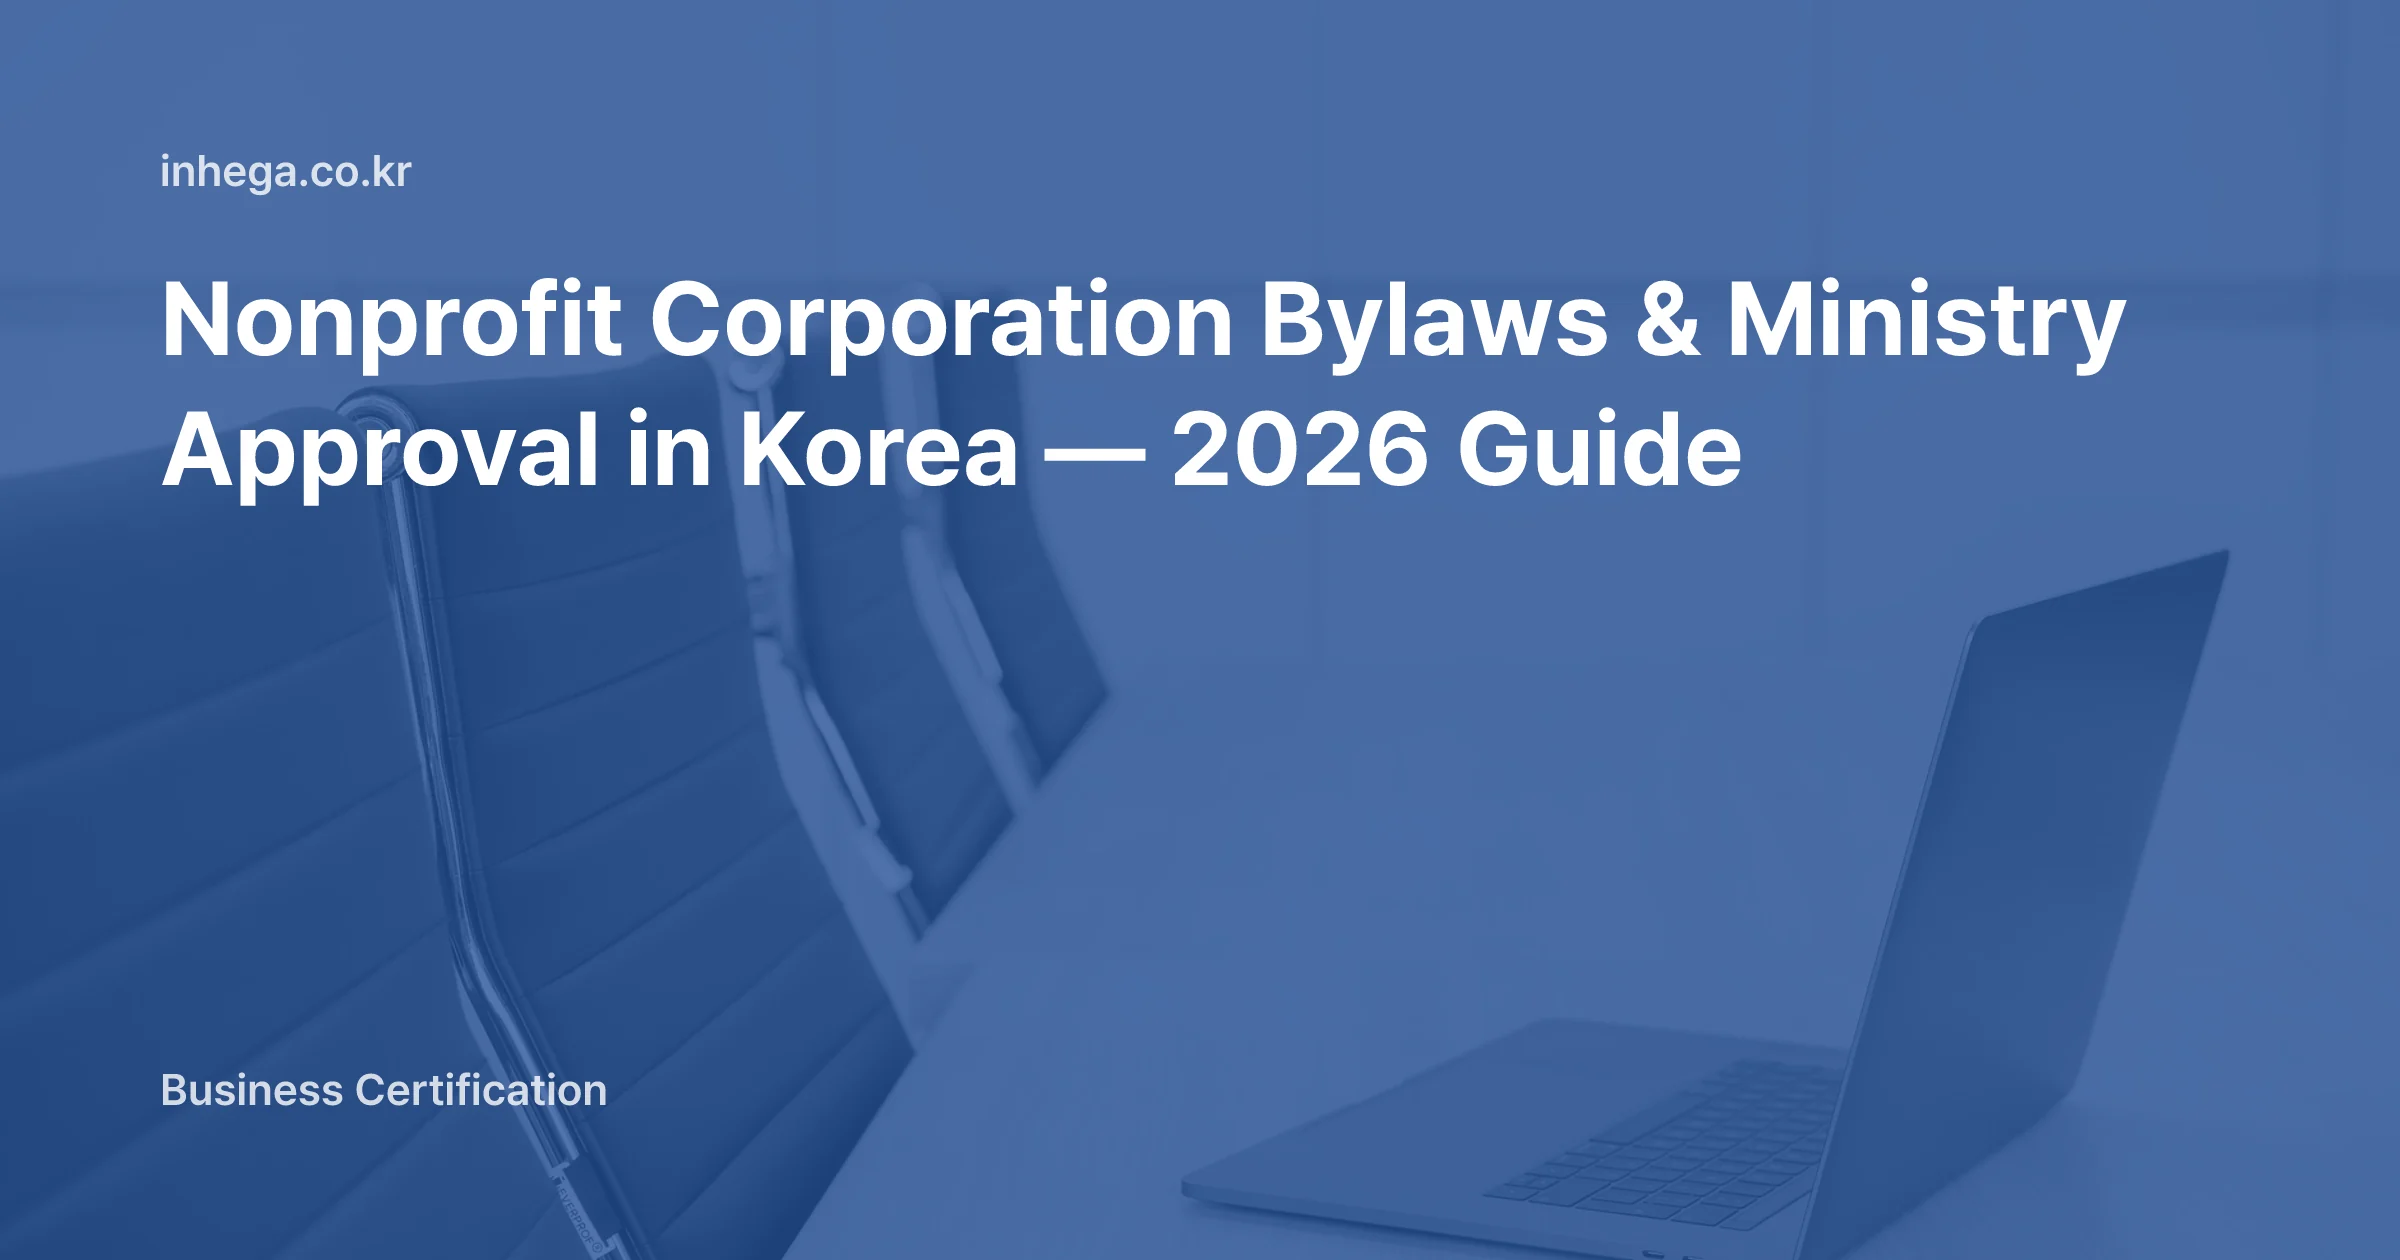 inhega.co.kr
Nonprofit Corporation Bylaws & Ministry
Approval in Korea — 2026 Guide
Business Certification